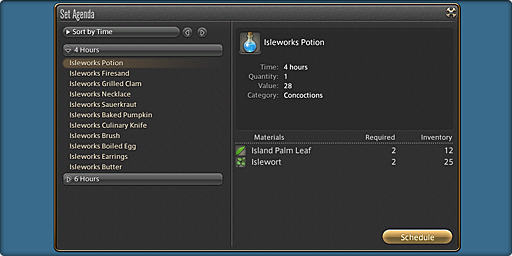 Set Agenda
Sort by Time
4 Hours
Isleworks Potion
Isleworks Firesand
Isleworks Grilled Clam
Isleworks Necklace
Isleworks Sauerkraut
Isleworks Baked Pumpkin
Isleworks Culinary Knife
Isleworks Brush
Isleworks Boiled Egg
Isleworks Earrings
Isleworks Butter
6 Hours
Isleworks Potion
Time: 4 hours
Quantity: 1
Value: 28
Category: Concoctions
Materials Required Inventory
Island Palm Leaf 2 12
Islewort 2 25
Schedule